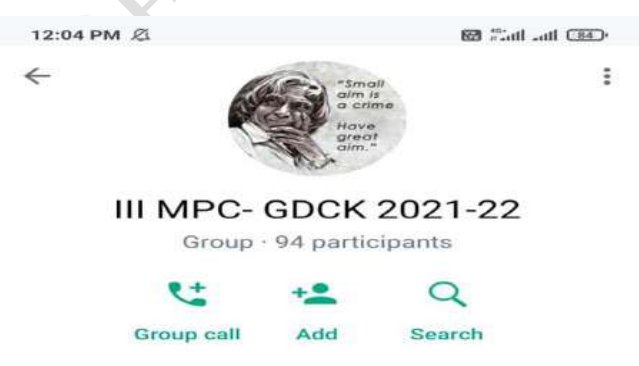 12:04 PM
84
"Small
aim is
a crime
Have
great
aim."
III MPC- GDCK 2021-22
Group · 94 participants
Group call Add Search